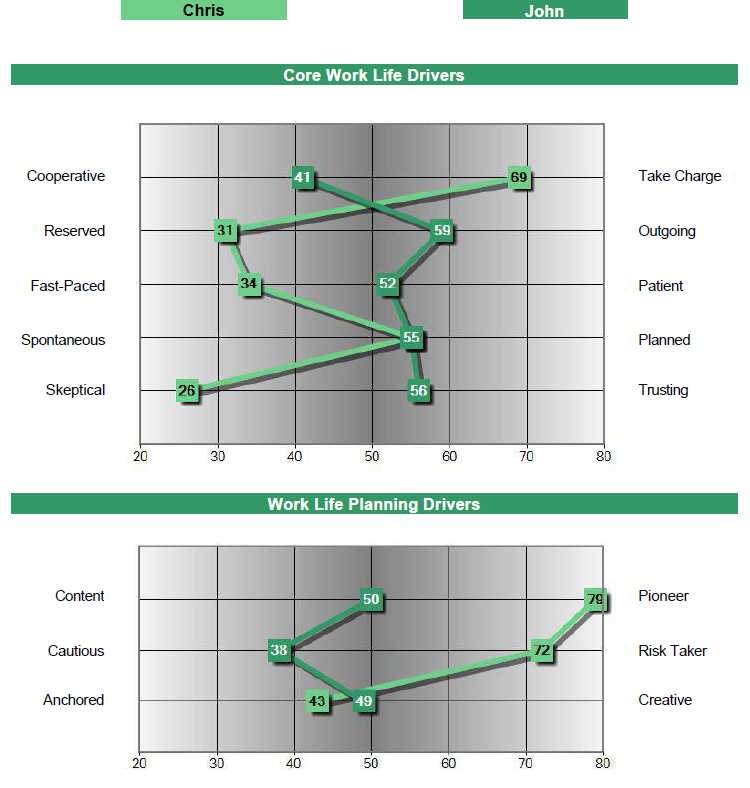 Chris John
Core Work Life Drivers
Cooperative 41 69 Take Charge
Reserved 31 59 Outgoing
Fast-Paced 34 52 Patient
Spontaneous 55 Planned
Skeptical 26 56 Trusting
20 30 40 50 60 70 80
Work Life Planning Drivers
Content 50 79 Pioneer
Cautious 38 72 Risk Taker
Anchored 43 49 Creative
20 30 40 50 60 70 80